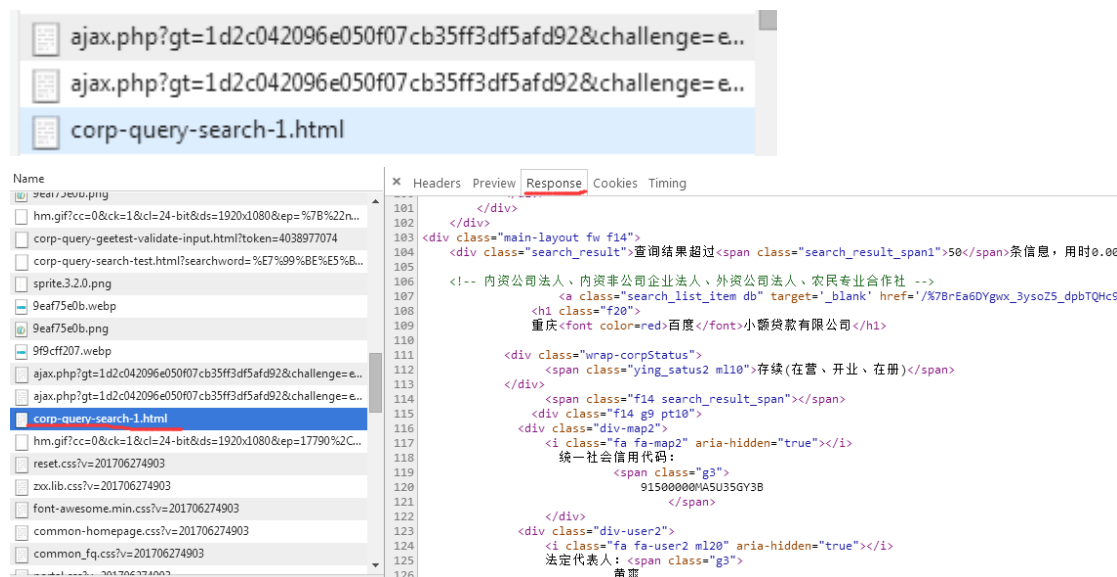 ajax.php?gt=1d2c042096e050f07cb35ff3df5afd92&challenge=e...
ajax.php?gt=1d2c042096e050f07cb35ff3df5afd92&challenge=e...
corp-query-search-1.html
Name
9eaf75e0b.png
hm.gif?cc=0&ck=1&cl=24-bit&ds=1920x1080&ep=%7B%22n...
corp-query-geetest-validate-input.html?token=4038977074
corp-query-search-test.html?searchword=%E7%99%BE%E5%B...
sprite.3.2.0.png
9eaf75e0b.webp
9eaf75e0b.png
9f9cff207.webp
ajax.php?gt=1d2c042096e050f07cb35ff3df5afd92&challenge=e...
ajax.php?gt=1d2c042096e050f07cb35ff3df5afd92&challenge=e...
corp-query-search-1.html
hm.gif?cc=0&ck=1&cl=24-bit&ds=1920x1080&ep=17790%2C...
reset.css?v=201706274903
zxx.lib.css?v=201706274903
font-awesome.min.css?v=201706274903
common-homepage.css?v=201706274903
common_fq.css?v=201706274903
× Headers Preview Response Cookies Timing
101 </div>
102 </div>
103 <div class="main-layout fw f14">
104 <div class="search_result">查询结果超过<span class="search_result_span1">50</span>条信息，用时0.00
105
106 <!-- 内资公司法人、内资非公司企业法人、外资公司法人、农民专业合作社 -->
107 <a class="search_list_item db" target='_blank' href='/%7BrEa6DYgwx_3ysoZ5_dpbTQHc9
108 <h1 class="f20">
109 重庆<font color=red>百度</font>小额贷款有限公司</h1>
110
111 <div class="wrap-corpStatus">
112 <span class="ying_satus2 ml10">存续(在营、开业、在册)</span>
113 </div>
114 <span class="f14 search_result_span"></span>
115 <div class="f14 g9 pt10">
116 <div class="div-map2">
117 <i class="fa fa-map2" aria-hidden="true"></i>
118 统一社会信用代码：
119 <span class="g3">
120 91500000MA5U35GY3B
121 </span>
122 </div>
123 <div class="div-user2">
124 <i class="fa fa-user2 ml20" aria-hidden="true"></i>
125 法定代表人：<span class="g3">
126 黄爽